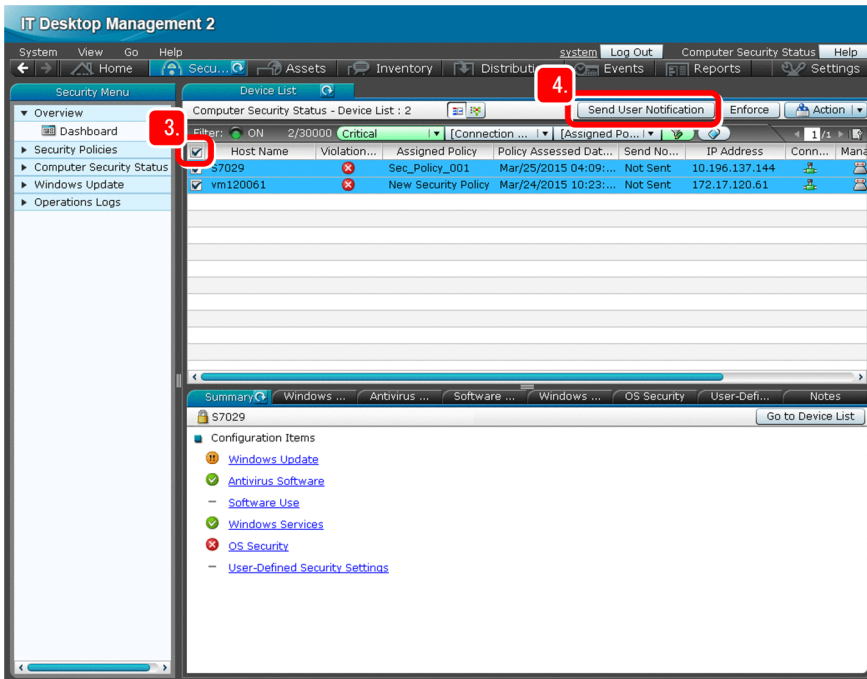 IT Desktop Management 2
System View Go Help system Log Out Computer Security Status Help
Home Secu... Assets Inventory Distributi Events Reports Settings
Security Menu
Overview
Dashboard
Security Policies
Computer Security Status
Windows Update
Operations Logs
Device List
4.
Computer Security Status - Device List : 2 Send User Notification Enforce Action
3.
Filter: ON 2/30000 Critical [Connection ... [Assigned Po... 1 /1
Host Name Violation... Assigned Policy Policy Assessed Dat... Send No... IP Address Conn... Mana
S7029 Sec_Policy_001 Mar/25/2015 04:09:... Not Sent 10.196.137.144
vm120061 New Security Policy Mar/24/2015 10:23:... Not Sent 172.17.120.61
Summary Windows ... Antivirus ... Software ... Windows ... OS Security User-Defi... Notes
S7029 Go to Device List
Configuration Items
Windows Update
Antivirus Software
– Software Use
Windows Services
OS Security
– User-Defined Security Settings